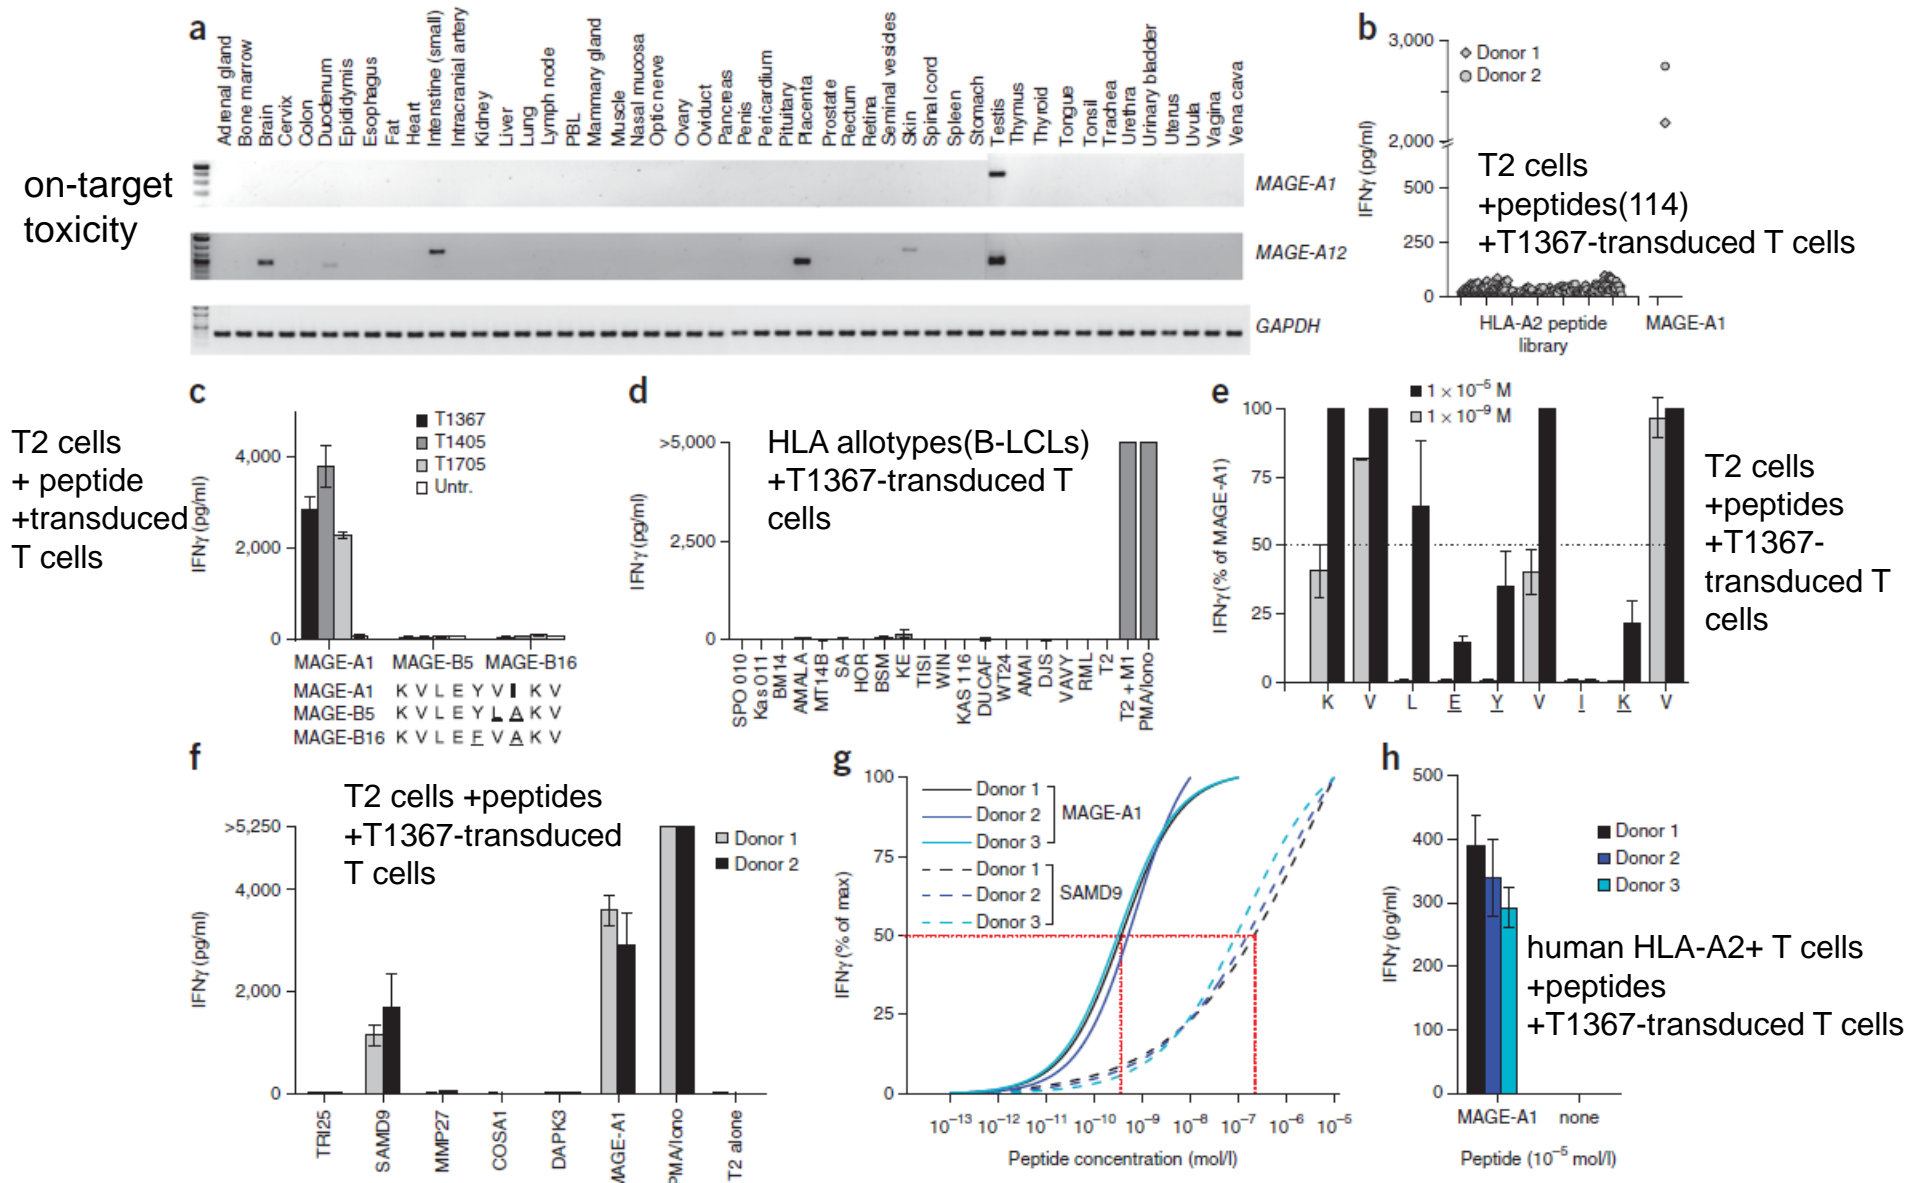 a
Adrenal gland
Bone marrow
Brain
Cervix
Colon
Duodenum
Epididymis
Esophagus
Fat
Heart
Intenstine (small)
Intracranial artery
Kidney
Liver
Lung
Lymph node
PBL
Mammary gland
Muscle
Nasal mucosa
Optic nerve
Ovary
Oviduct
Pancreas
Penis
Pericardium
Pituitary
Placenta
Prostate
Rectum
Retina
Seminal vesides
Skin
Spinal cord
Spleen
Stomach
Testis
Thymus
Thyroid
Tongue
Tonsil
Trachea
Urethra
Urinary bladder
Uterus
Uvula
Vagina
Vena cava
on-target
toxicity
MAGE-A1
MAGE-A12
GAPDH
b
Donor 1
Donor 2
IFNγ (pg/ml)
3,000
2,000
500
250
0
T2 cells
+peptides(114)
+T1367-transduced T cells
HLA-A2 peptide
library
MAGE-A1
c
T2 cells
+ peptide
+transduced
T cells
IFNγ (pg/ml)
4,000
2,000
0
T1367
T1405
T1705
Untr.
MAGE-A1 MAGE-B5 MAGE-B16
MAGE-A1 K V L E Y V I K V
MAGE-B5 K V L E Y L A K V
MAGE-B16 K V L E F V A K V
d
IFNγ (pg/ml)
>5,000
2,500
0
HLA allotypes(B-LCLs)
+T1367-transduced T
cells
SPO 010
Kas 011
BM14
AMALA
MT14B
SA
HOR
BSM
KE
TISI
WIN
KAS 116
DUCAF
WT24
AMAI
DJS
VAVY
RML
T2
T2 + M1
PMA/Iono
e
1 × 10⁻⁵ M
1 × 10⁻⁹ M
IFNγ (% of MAGE-A1)
100
75
50
25
0
K V L E Y V I K V
T2 cells
+peptides
+T1367-
transduced T
cells
f
T2 cells +peptides
+T1367-transduced
T cells
IFNγ (pg/ml)
>5,250
4,000
2,000
0
Donor 1
Donor 2
TRI25
SAMD9
MMP27
COSA1
DAPK3
MAGE-A1
PMA/Iono
T2 alone
g
IFNγ (% of max)
100
75
50
25
0
Donor 1
Donor 2
Donor 3
MAGE-A1
Donor 1
Donor 2
Donor 3
SAMD9
10⁻¹³ 10⁻¹² 10⁻¹¹ 10⁻¹⁰ 10⁻⁹ 10⁻⁸ 10⁻⁷ 10⁻⁶ 10⁻⁵
Peptide concentration (mol/l)
h
IFNγ (pg/ml)
500
400
300
200
100
0
Donor 1
Donor 2
Donor 3
human HLA-A2+ T cells
+peptides
+T1367-transduced T cells
MAGE-A1 none
Peptide (10⁻⁵ mol/l)